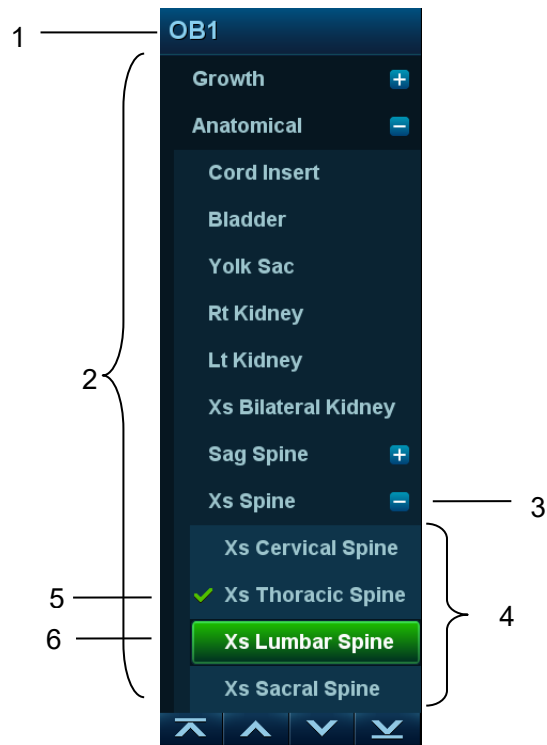 1 OB1
Growth
Anatomical
Cord Insert
Bladder
Yolk Sac
Rt Kidney
Lt Kidney
2
Xs Bilateral Kidney
Sag Spine
Xs Spine 3
Xs Cervical Spine
5 Xs Thoracic Spine
4
6 Xs Lumbar Spine
Xs Sacral Spine